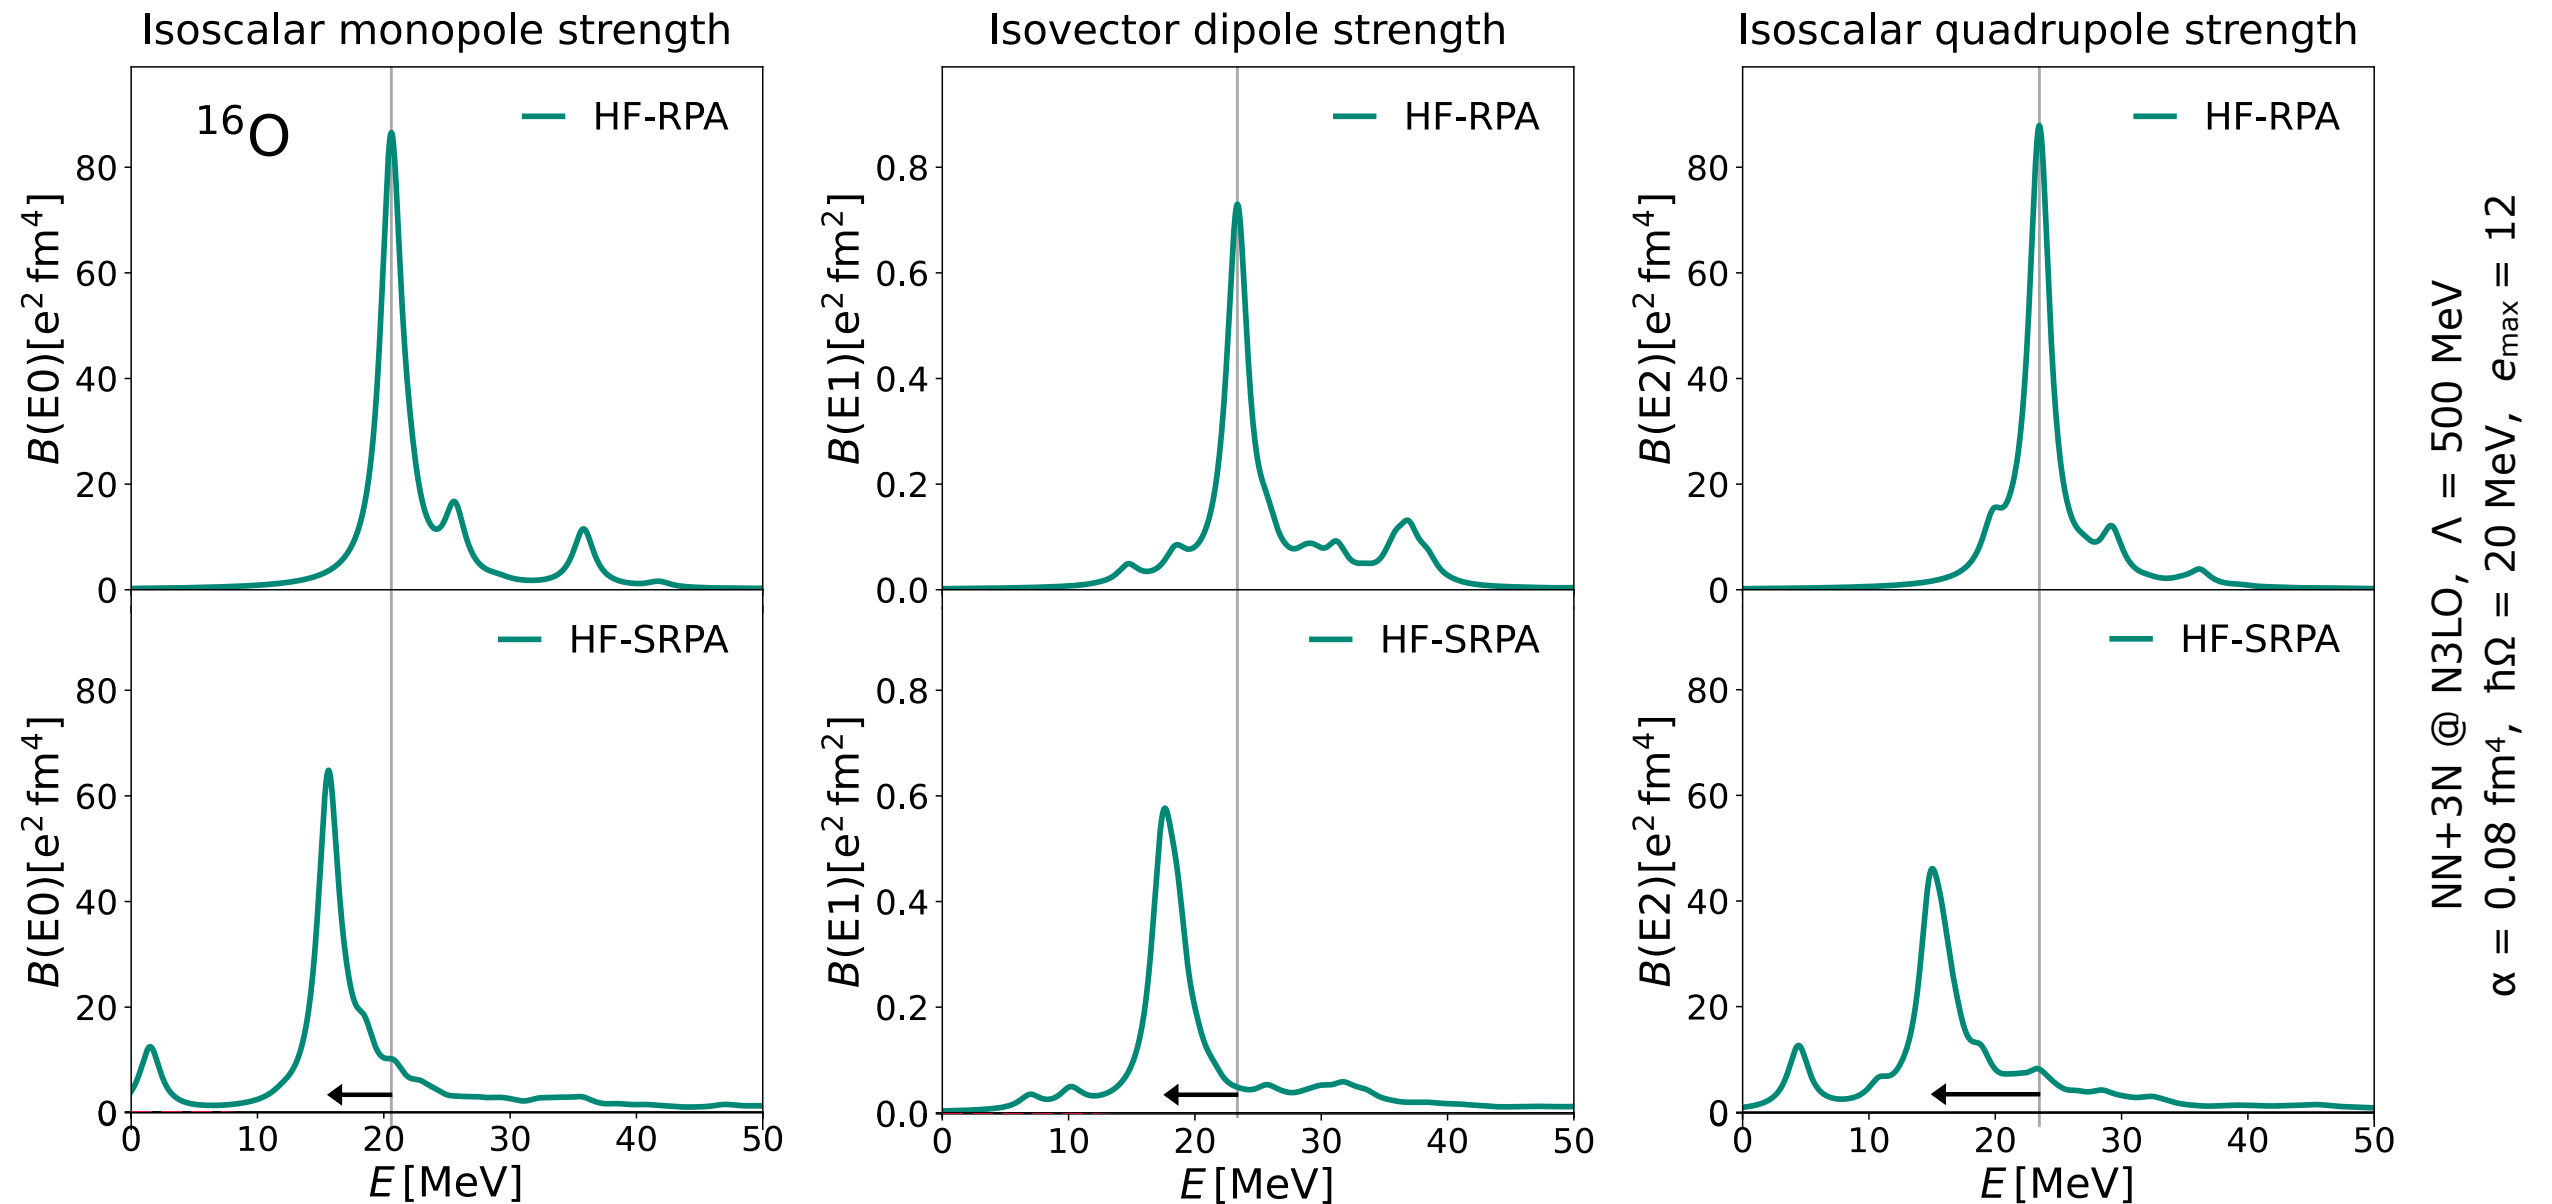 Isoscalar monopole strength
Isovector dipole strength
Isoscalar quadrupole strength
¹⁶O
HF-RPA
B(E0)[e² fm⁴]
80
60
40
20
0
HF-RPA
B(E1)[e² fm²]
0.8
0.6
0.4
0.2
0.0
HF-RPA
B(E2)[e² fm⁴]
80
60
40
20
0
HF-SRPA
B(E0)[e² fm⁴]
80
60
40
20
0
0 10 20 30 40 50
E [MeV]
HF-SRPA
B(E1)[e² fm²]
0.8
0.6
0.4
0.2
0.0
0 10 20 30 40 50
E [MeV]
HF-SRPA
B(E2)[e² fm⁴]
80
60
40
20
0
0 10 20 30 40 50
E [MeV]
NN+3N @ N3LO, Λ = 500 MeV
α = 0.08 fm⁴, ħΩ = 20 MeV, eₘₐₓ = 12